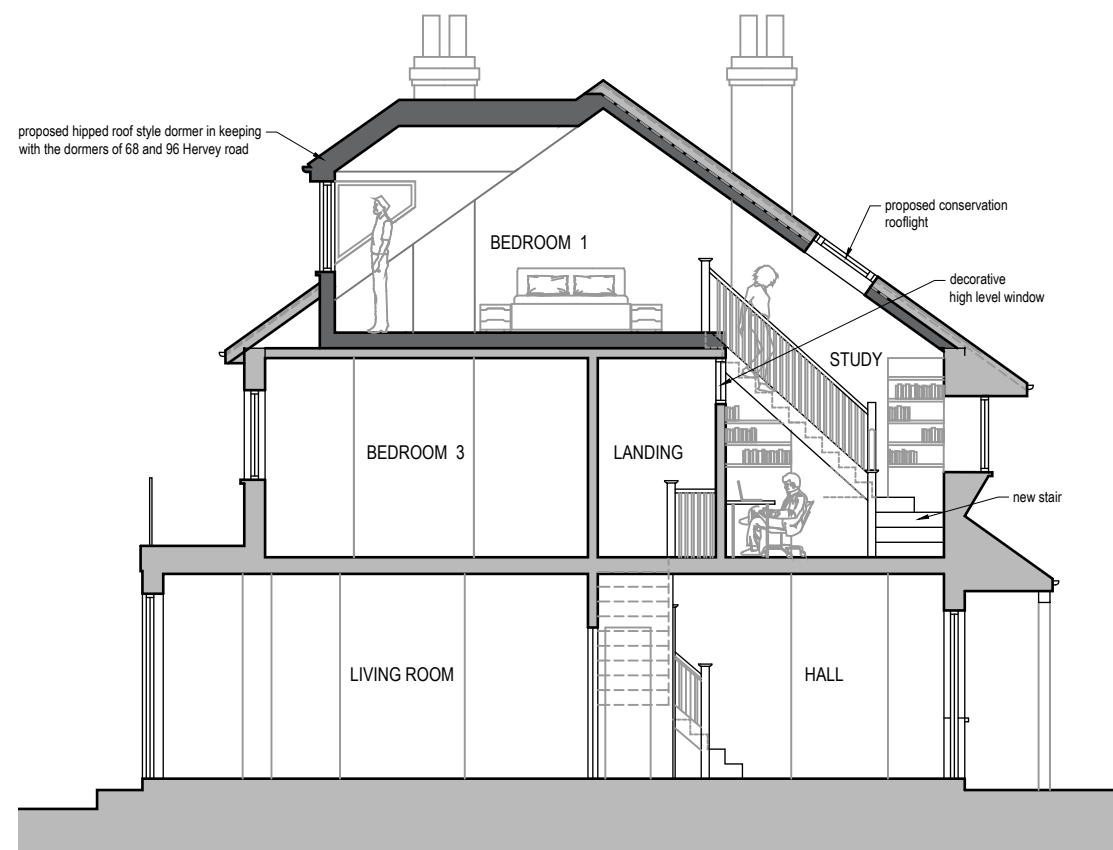 proposed hipped roof style dormer in keeping
with the dormers of 68 and 96 Hervey road
proposed conservation
rooflight
BEDROOM 1
decorative
high level window
STUDY
BEDROOM 3
LANDING
new stair
LIVING ROOM
HALL